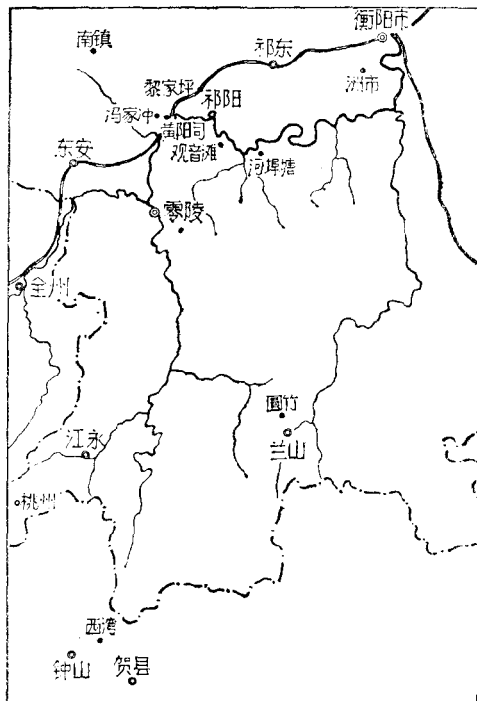 衡阳市
南镇
祁东
洲市
黎家坪
祁阳
冯家冲
黄阳司
观音滩
河埠塘
东安
零陵
全州
圆竹
兰山
江永
桃州
西湾
钟山
贺县